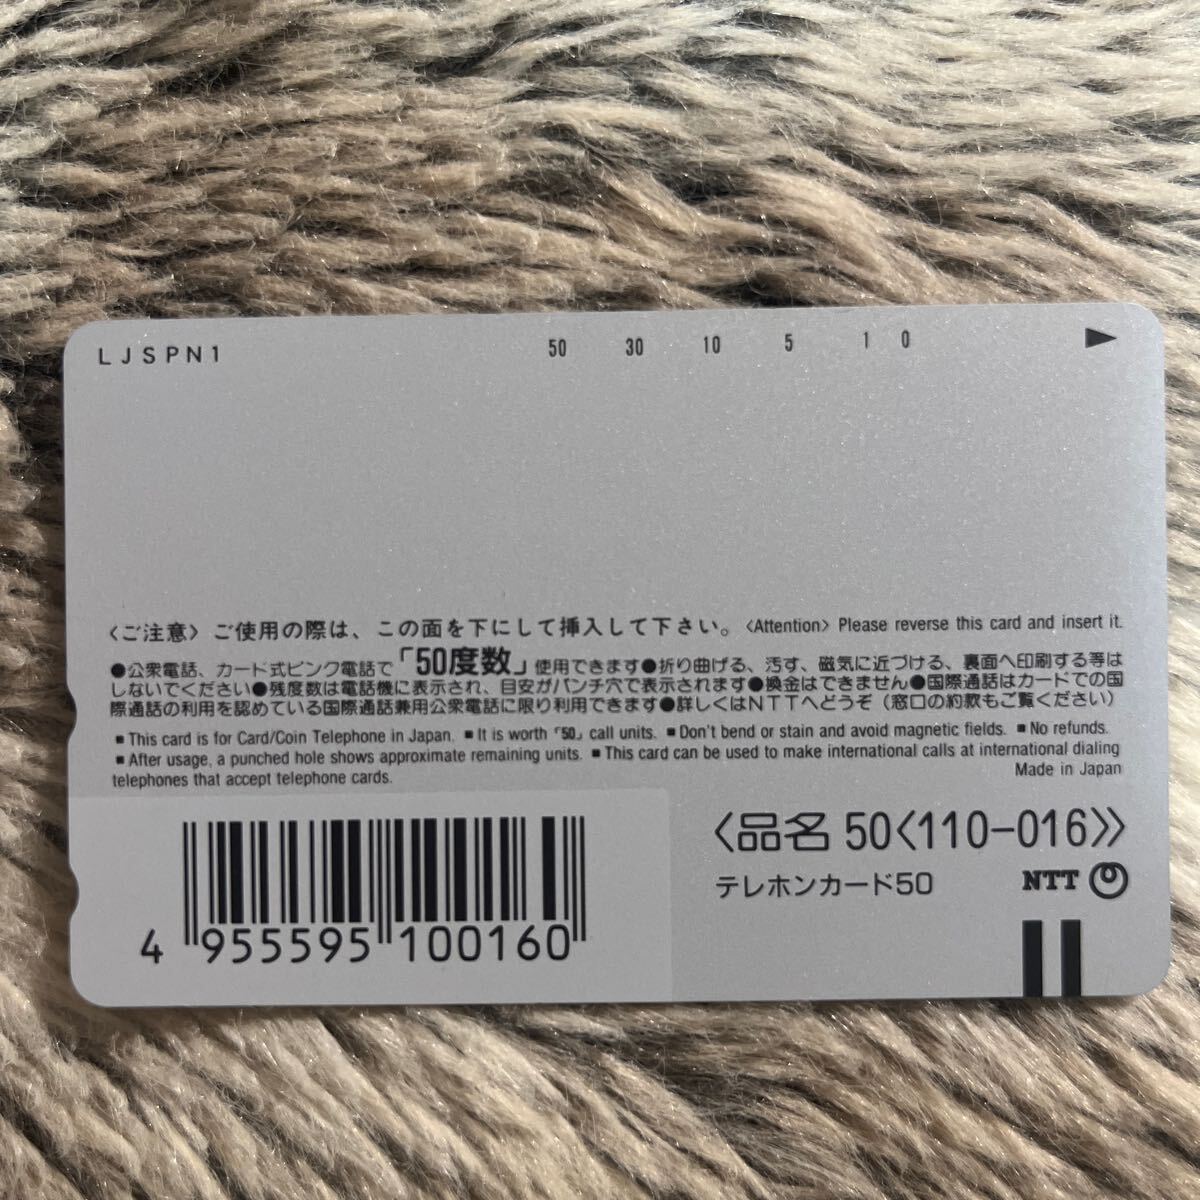 LJSPN1 50 30 10 5 1 0 ▶
〈ご注意〉ご使用の際は、この面を下にして挿入して下さい。〈Attention〉Please reverse this card and insert it.
●公衆電話、カード式ピンク電話で「50度数」使用できます●折り曲げる、汚す、磁気に近づける、裏面へ印刷する等は
しないでください●残度数は電話機に表示され、目安がパンチ穴で表示されます●換金はできません●国際通話はカードでの国
際通話の利用を認めている国際通話兼用公衆電話に限り利用できます●詳しくはNTTへどうぞ（窓口の約款もご覧ください）
■This card is for Card/Coin Telephone in Japan. ■It is worth「50」call units. ■Don't bend or stain and avoid magnetic fields. ■No refunds.
■After usage, a punched hole shows approximate remaining units. ■This card can be used to make international calls at international dialing
telephones that accept telephone cards.
Made in Japan
〈品名 50〈110-016〉〉
テレホンカード50 NTT
4 955595 100160